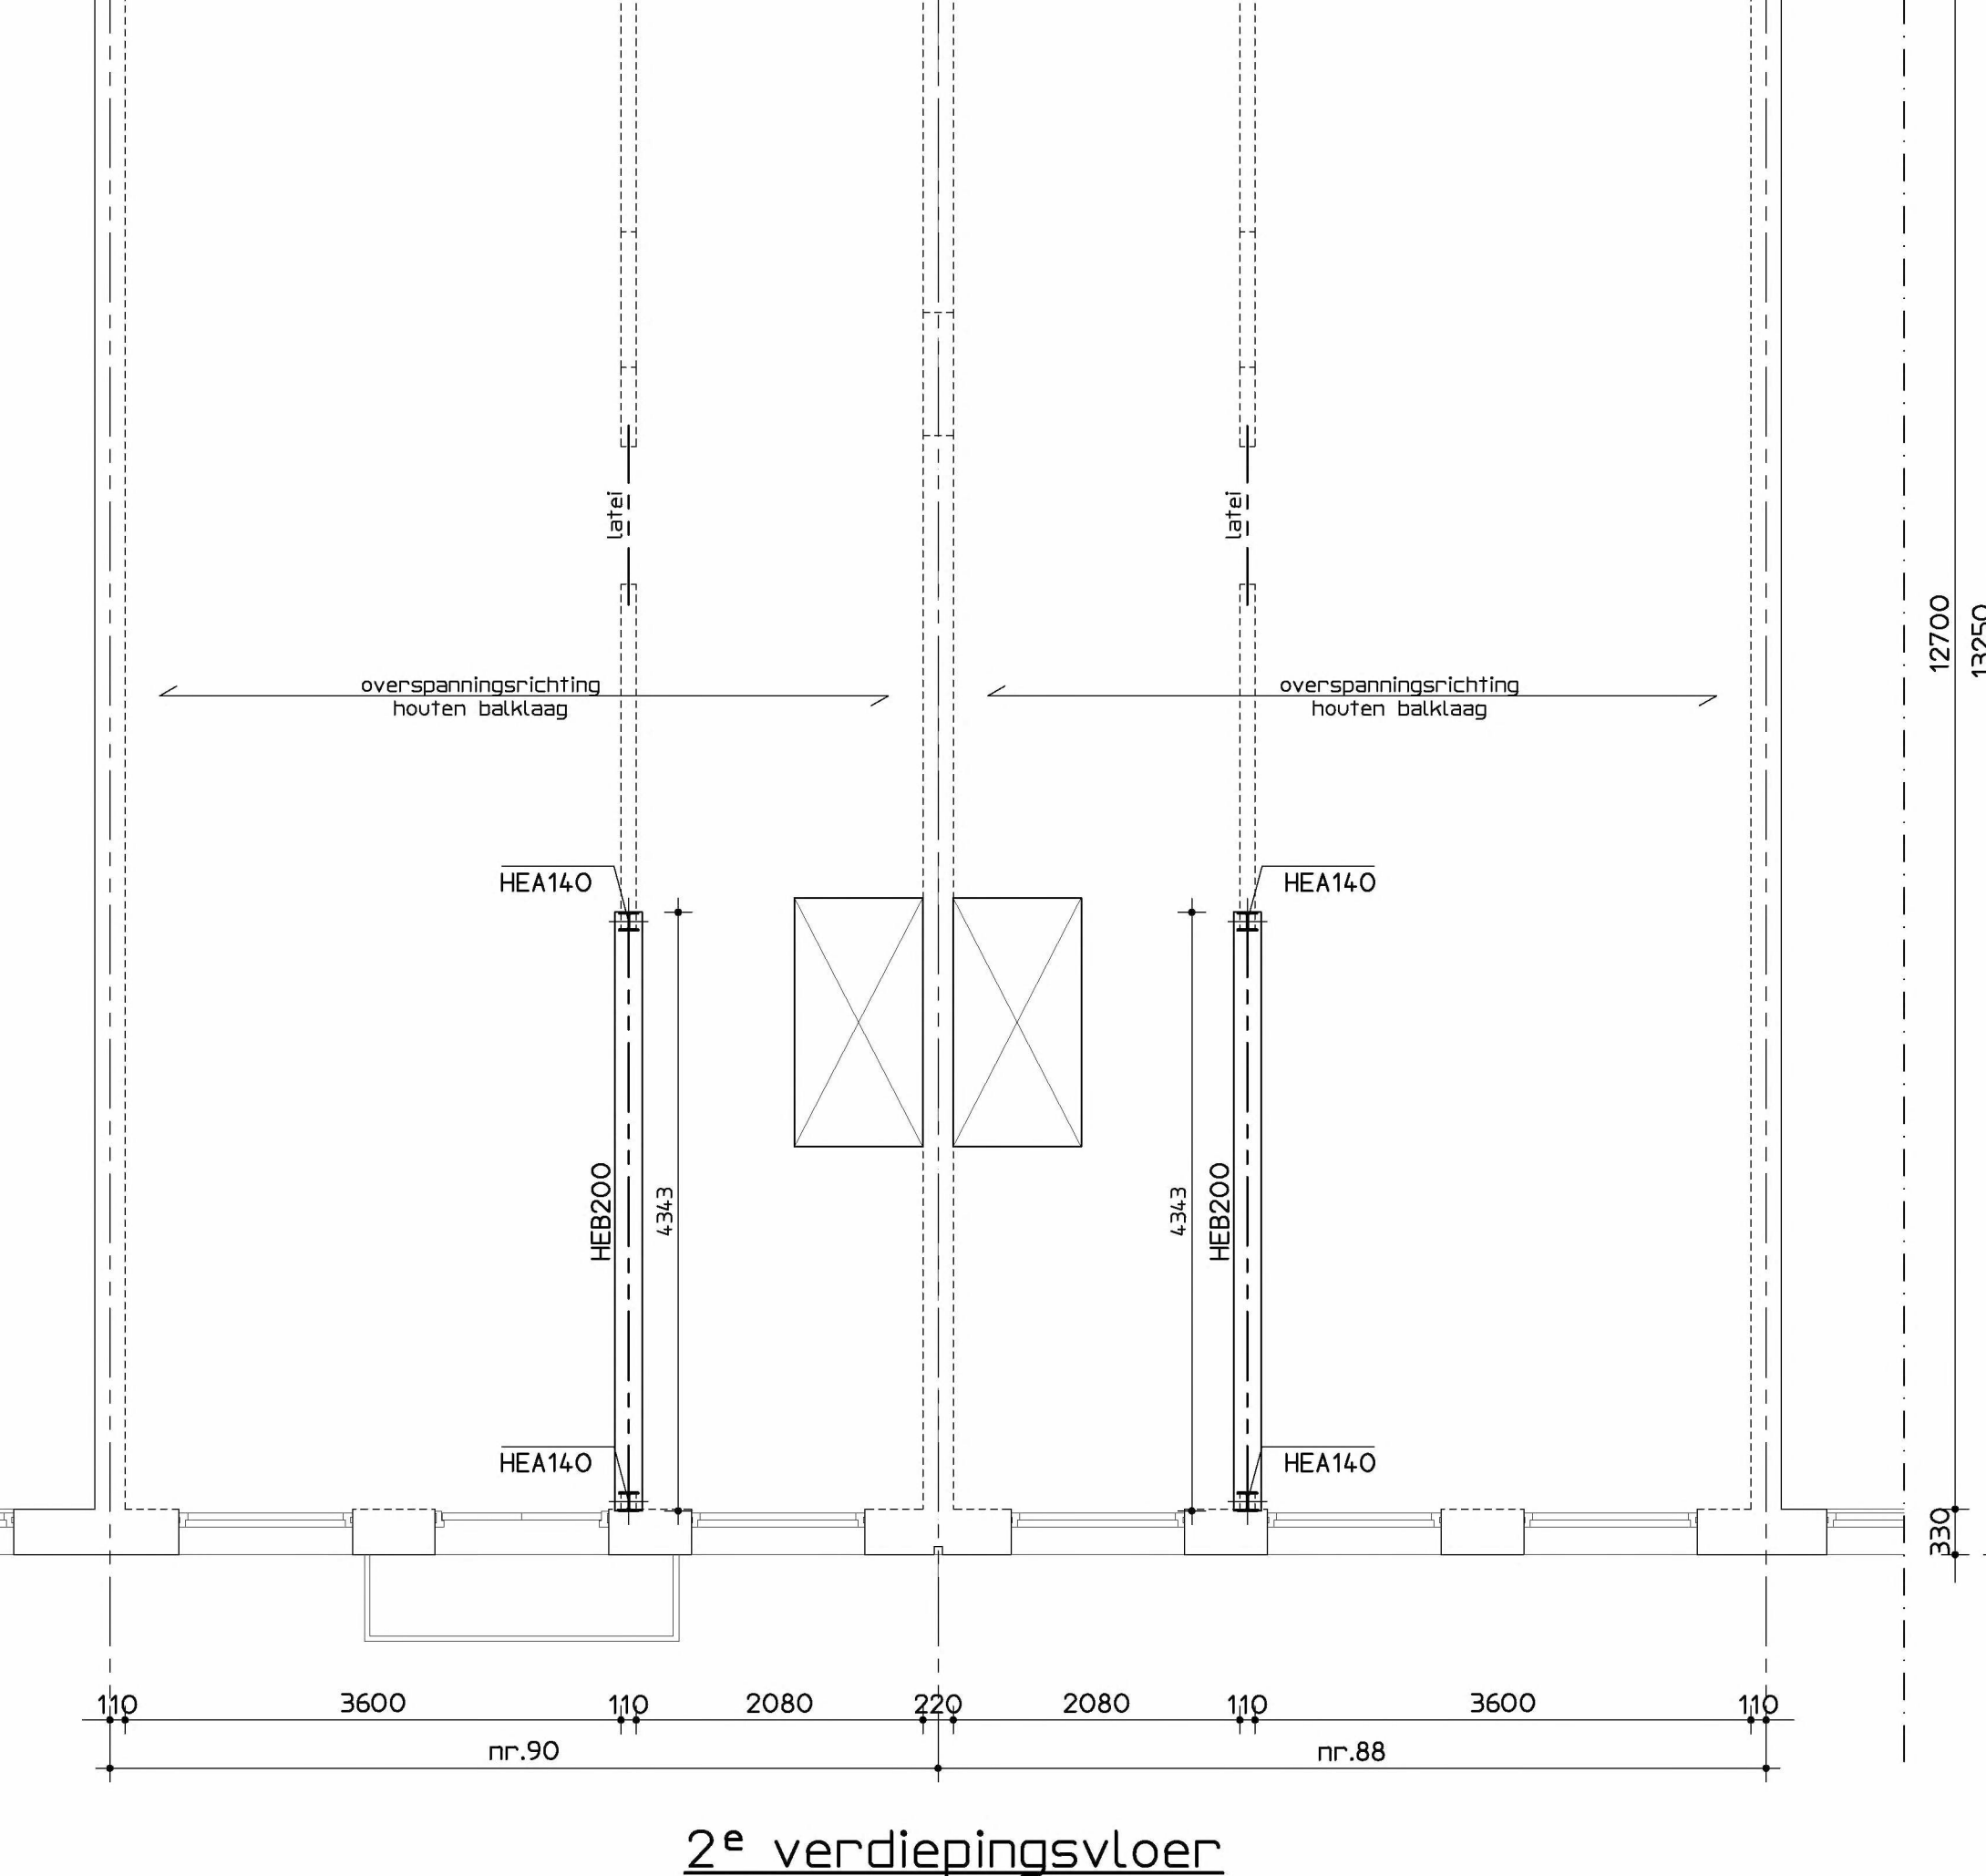 latei
latei
12700
13250
overspanningsrichting
houten balklaag
overspanningsrichting
houten balklaag
HEA140
HEA140
HEB200
4343
4343
HEB200
HEA140
HEA140
330
110
3600
110
2080
220
2080
110
3600
110
nr.90
nr.88
2e verdiepingsvloer